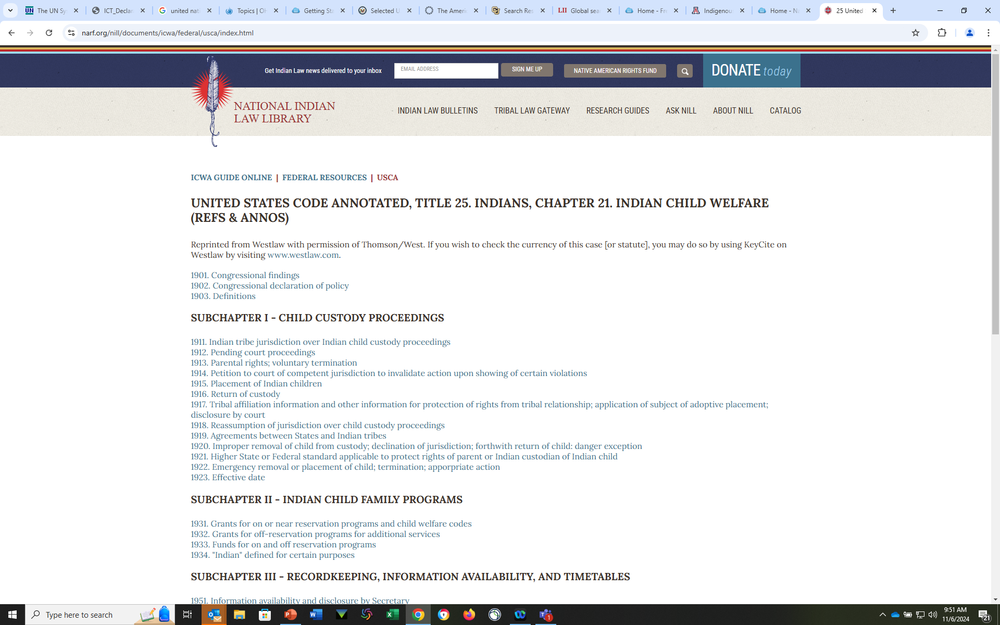 The UN Sy
ICT_Declar
united nati
Topics | OH
Getting Sta
Selected U
The Americ
Search Res
LII Global sea
Home - Fre
Indigenou
Home - Na
25 United
narf.org/nill/documents/icwa/federal/usca/index.html
Get Indian Law news delivered to your inbox
EMAIL ADDRESS
SIGN ME UP
NATIVE AMERICAN RIGHTS FUND
DONATE today
NATIONAL INDIAN
LAW LIBRARY
INDIAN LAW BULLETINS
TRIBAL LAW GATEWAY
RESEARCH GUIDES
ASK NILL
ABOUT NILL
CATALOG
ICWA GUIDE ONLINE | FEDERAL RESOURCES | USCA
UNITED STATES CODE ANNOTATED, TITLE 25. INDIANS, CHAPTER 21. INDIAN CHILD WELFARE
(REFS & ANNOS)
Reprinted from Westlaw with permission of Thomson/West. If you wish to check the currency of this case [or statute], you may do so by using KeyCite on
Westlaw by visiting www.westlaw.com.
1901. Congressional findings
1902. Congressional declaration of policy
1903. Definitions
SUBCHAPTER I - CHILD CUSTODY PROCEEDINGS
1911. Indian tribe jurisdiction over Indian child custody proceedings
1912. Pending court proceedings
1913. Parental rights; voluntary termination
1914. Petition to court of competent jurisdiction to invalidate action upon showing of certain violations
1915. Placement of Indian children
1916. Return of custody
1917. Tribal affiliation information and other information for protection of rights from tribal relationship; application of subject of adoptive placement;
disclosure by court
1918. Reassumption of jurisdiction over child custody proceedings
1919. Agreements between States and Indian tribes
1920. Improper removal of child from custody; declination of jurisdiction; forthwith return of child: danger exception
1921. Higher State or Federal standard applicable to protect rights of parent or Indian custodian of Indian child
1922. Emergency removal or placement of child; termination; apporpriate action
1923. Effective date
SUBCHAPTER II - INDIAN CHILD FAMILY PROGRAMS
1931. Grants for on or near reservation programs and child welfare codes
1932. Grants for off-reservation programs for additional services
1933. Funds for on and off reservation programs
1934. "Indian" defined for certain purposes
SUBCHAPTER III - RECORDKEEPING, INFORMATION AVAILABILITY, AND TIMETABLES
1951. Information availability and disclosure by Secretary
Type here to search
9:51 AM
11/6/2024
21